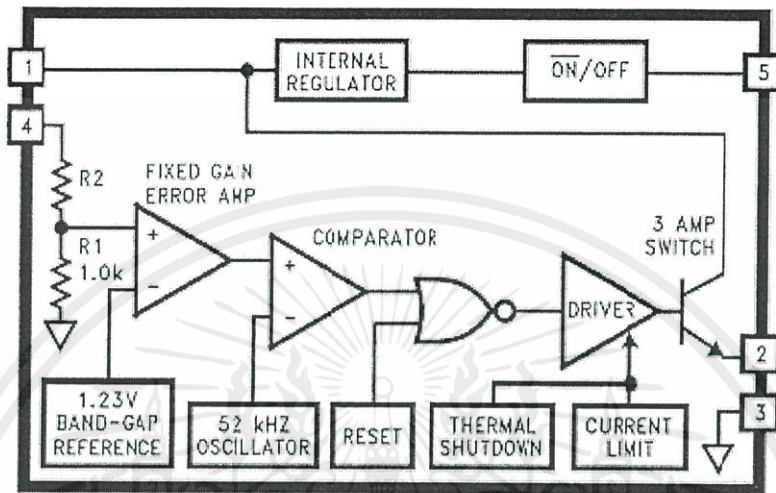 1
INTERNAL
REGULATOR
ON/OFF
5
4
R2
FIXED GAIN
ERROR AMP
R1
1.0k
+
−
COMPARATOR
+
−
3 AMP
SWITCH
DRIVER
2
3
1.23V
BAND-GAP
REFERENCE
52 kHZ
OSCILLATOR
RESET
THERMAL
SHUTDOWN
CURRENT
LIMIT